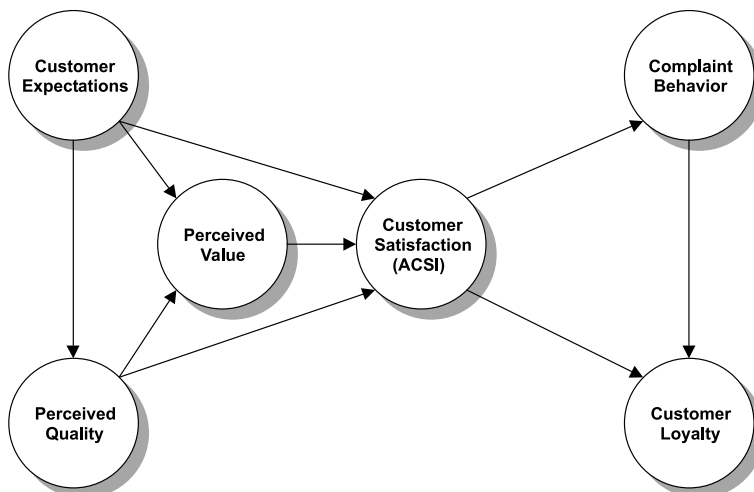 Customer
Expectations
Complaint
Behavior
Perceived
Value
Customer
Satisfaction
(ACSI)
Perceived
Quality
Customer
Loyalty